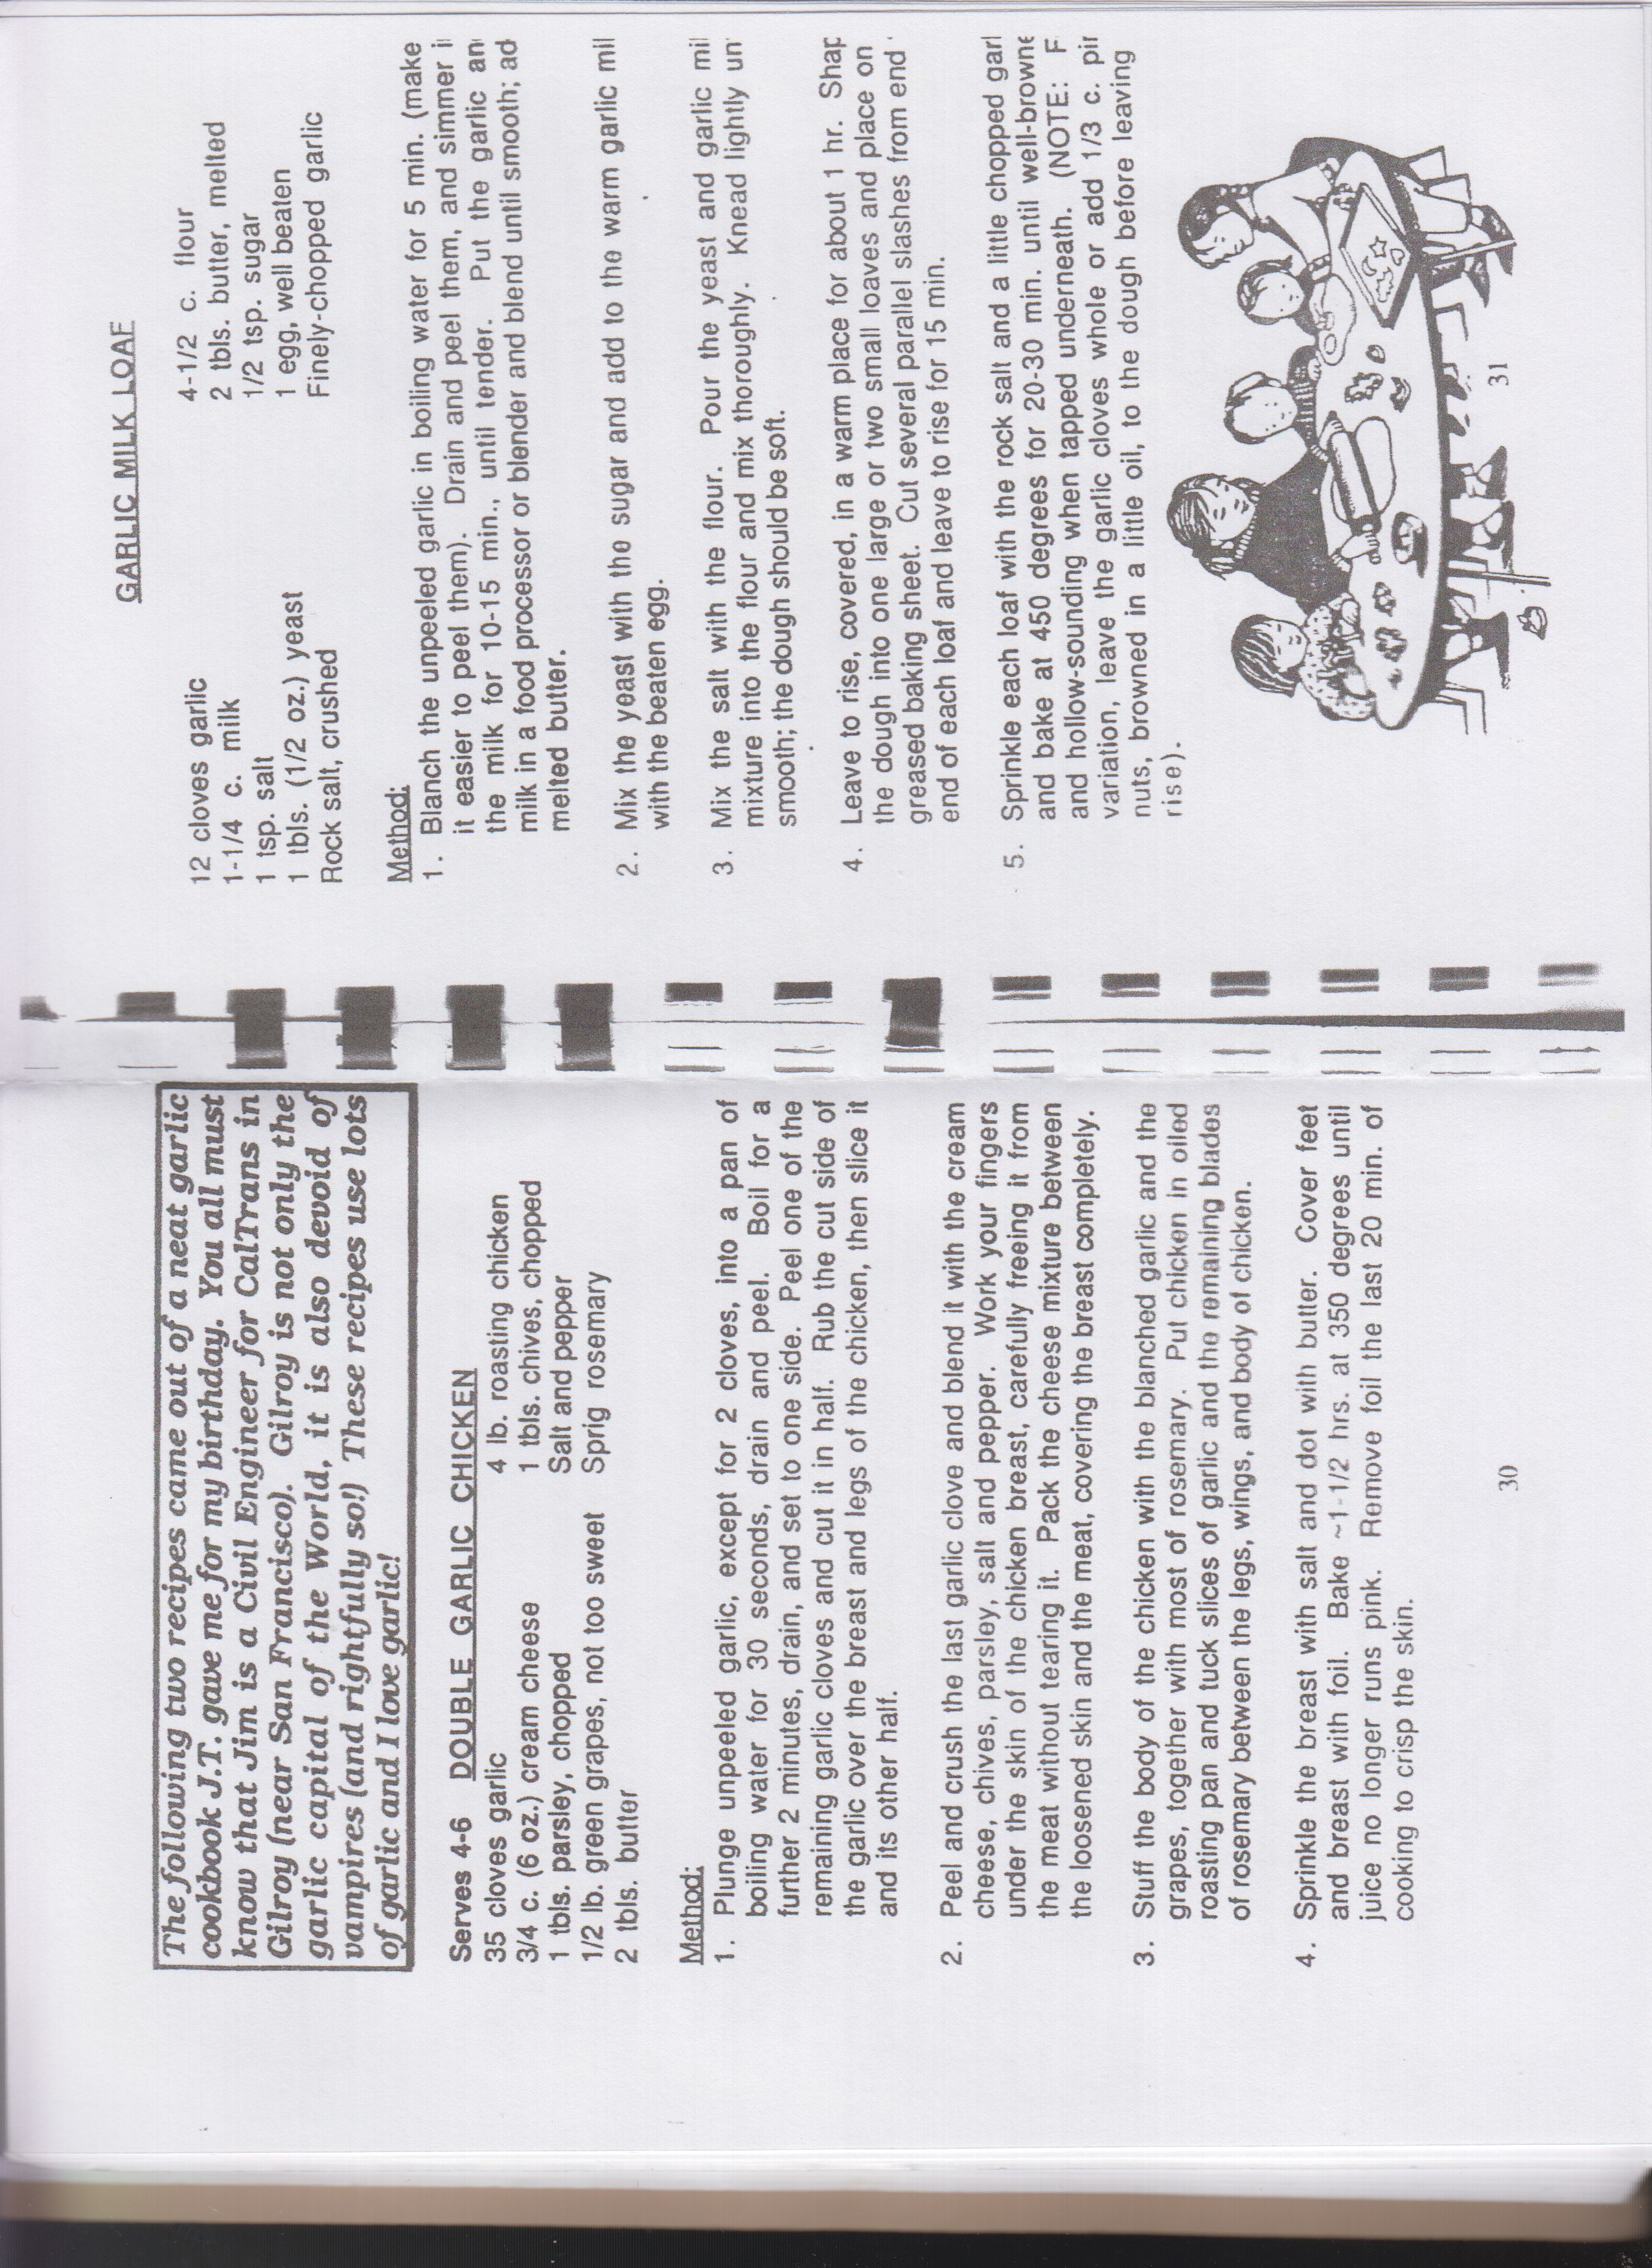 The following two recipes came out of a neat garlic
cookbook J.T. gave me for my birthday. You all must
know that Jim is a Civil Engineer for CalTrans in
Gilroy (near San Francisco). Gilroy is not only the
garlic capital of the World, it is also devoid of
vampires (and rightfully so!) These recipes use lots
of garlic and I love garlic!
Serves 4-6 DOUBLE GARLIC CHICKEN
35 cloves garlic 4 lb. roasting chicken
3/4 c. (6 oz.) cream cheese 1 tbls. chives, chopped
1 tbls. parsley, chopped Salt and pepper
1/2 lb. green grapes, not too sweet Sprig rosemary
2 tbls. butter
Method:
1. Plunge unpeeled garlic, except for 2 cloves, into a pan of
boiling water for 30 seconds, drain and peel. Boil for a
further 2 minutes, drain, and set to one side. Peel one of the
remaining garlic cloves and cut it in half. Rub the cut side of
the garlic over the breast and legs of the chicken, then slice it
and its other half.
2. Peel and crush the last garlic clove and blend it with the cream
cheese, chives, parsley, salt and pepper. Work your fingers
under the skin of the chicken breast, carefully freeing it from
the meat without tearing it. Pack the cheese mixture between
the loosened skin and the meat, covering the breast completely.
3. Stuff the body of the chicken with the blanched garlic and the
grapes, together with most of rosemary. Put chicken in oiled
roasting pan and tuck slices of garlic and the remaining blades
of rosemary between the legs, wings, and body of chicken.
4. Sprinkle the breast with salt and dot with butter. Cover feet
and breast with foil. Bake ~1-1/2 hrs. at 350 degrees until
juice no longer runs pink. Remove foil the last 20 min. of
cooking to crisp the skin.
30
GARLIC MILK LOAF
12 cloves garlic 4-1/2 c. flour
1-1/4 c. milk 2 tbls. butter, melted
1 tsp. salt 1/2 tsp. sugar
1 tbls. (1/2 oz.) yeast 1 egg, well beaten
Rock salt, crushed Finely-chopped garlic
Method:
1. Blanch the unpeeled garlic in boiling water for 5 min. (make
it easier to peel them). Drain and peel them, and simmer
the milk for 10-15 min., until tender. Put the garlic
milk in a food processor or blender and blend until smooth;
melted butter.
2. Mix the yeast with the sugar and add to the warm garlic
with the beaten egg.
3. Mix the salt with the flour. Pour the yeast and garlic
mixture into the flour and mix thoroughly. Knead lightly
smooth; the dough should be soft.
4. Leave to rise, covered, in a warm place for about 1 hr.
the dough into one large or two small loaves and place on
greased baking sheet. Cut several parallel slashes from end
end of each loaf and leave to rise for 15 min.
5. Sprinkle each loaf with the rock salt and a little chopped
and bake at 450 degrees for 20-30 min. until
and hollow-sounding when tapped underneath. (NOTE:
variation, leave the garlic cloves whole or add 1/3 c.
nuts, browned in a little oil, to the dough before leaving
rise).
31